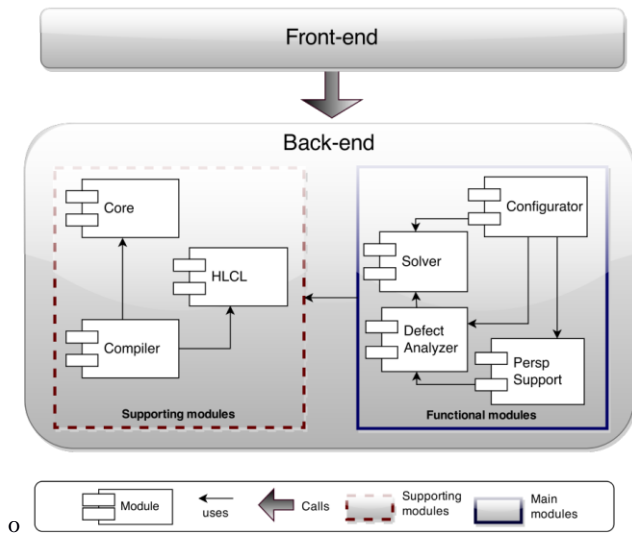 Front-end
Back-end
Core
HLCL
Compiler
Supporting modules
Configurator
Solver
Defect
Analyzer
Persp
Support
Functional modules
o
Module
uses
Calls
Supporting
modules
Main
modules